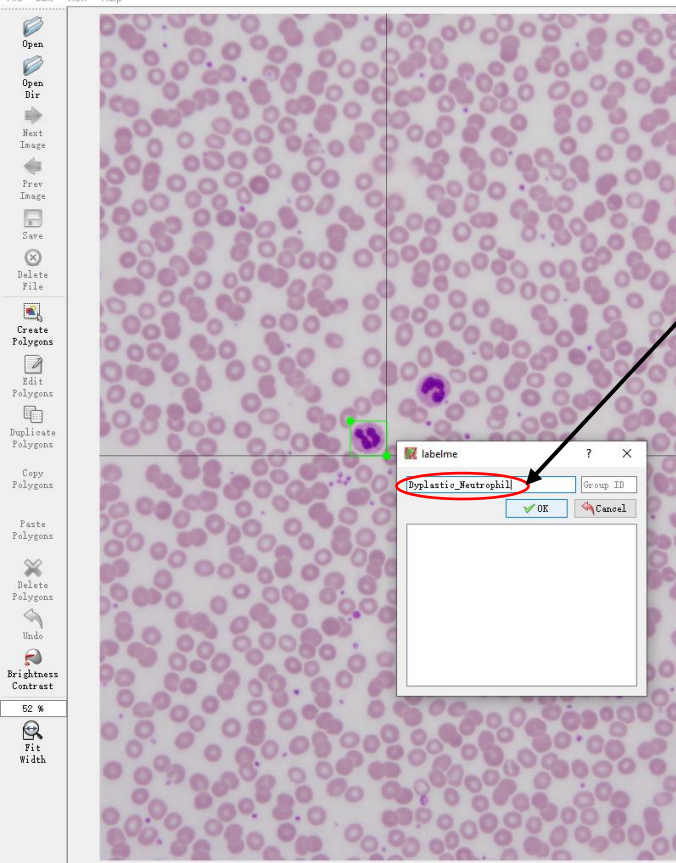 Open
Open
Dir
Next
Image
Prev
Image
Save
Delete
File
Create
Polygons
Edit
Polygons
Duplicate
Polygons
Copy
Polygons
Paste
Polygons
Delete
Polygons
Undo
Brightness
Contrast
52 %
Fit
Width
labelme ? ×
Dyplastic_Neutrophil Group ID
OK Cancel